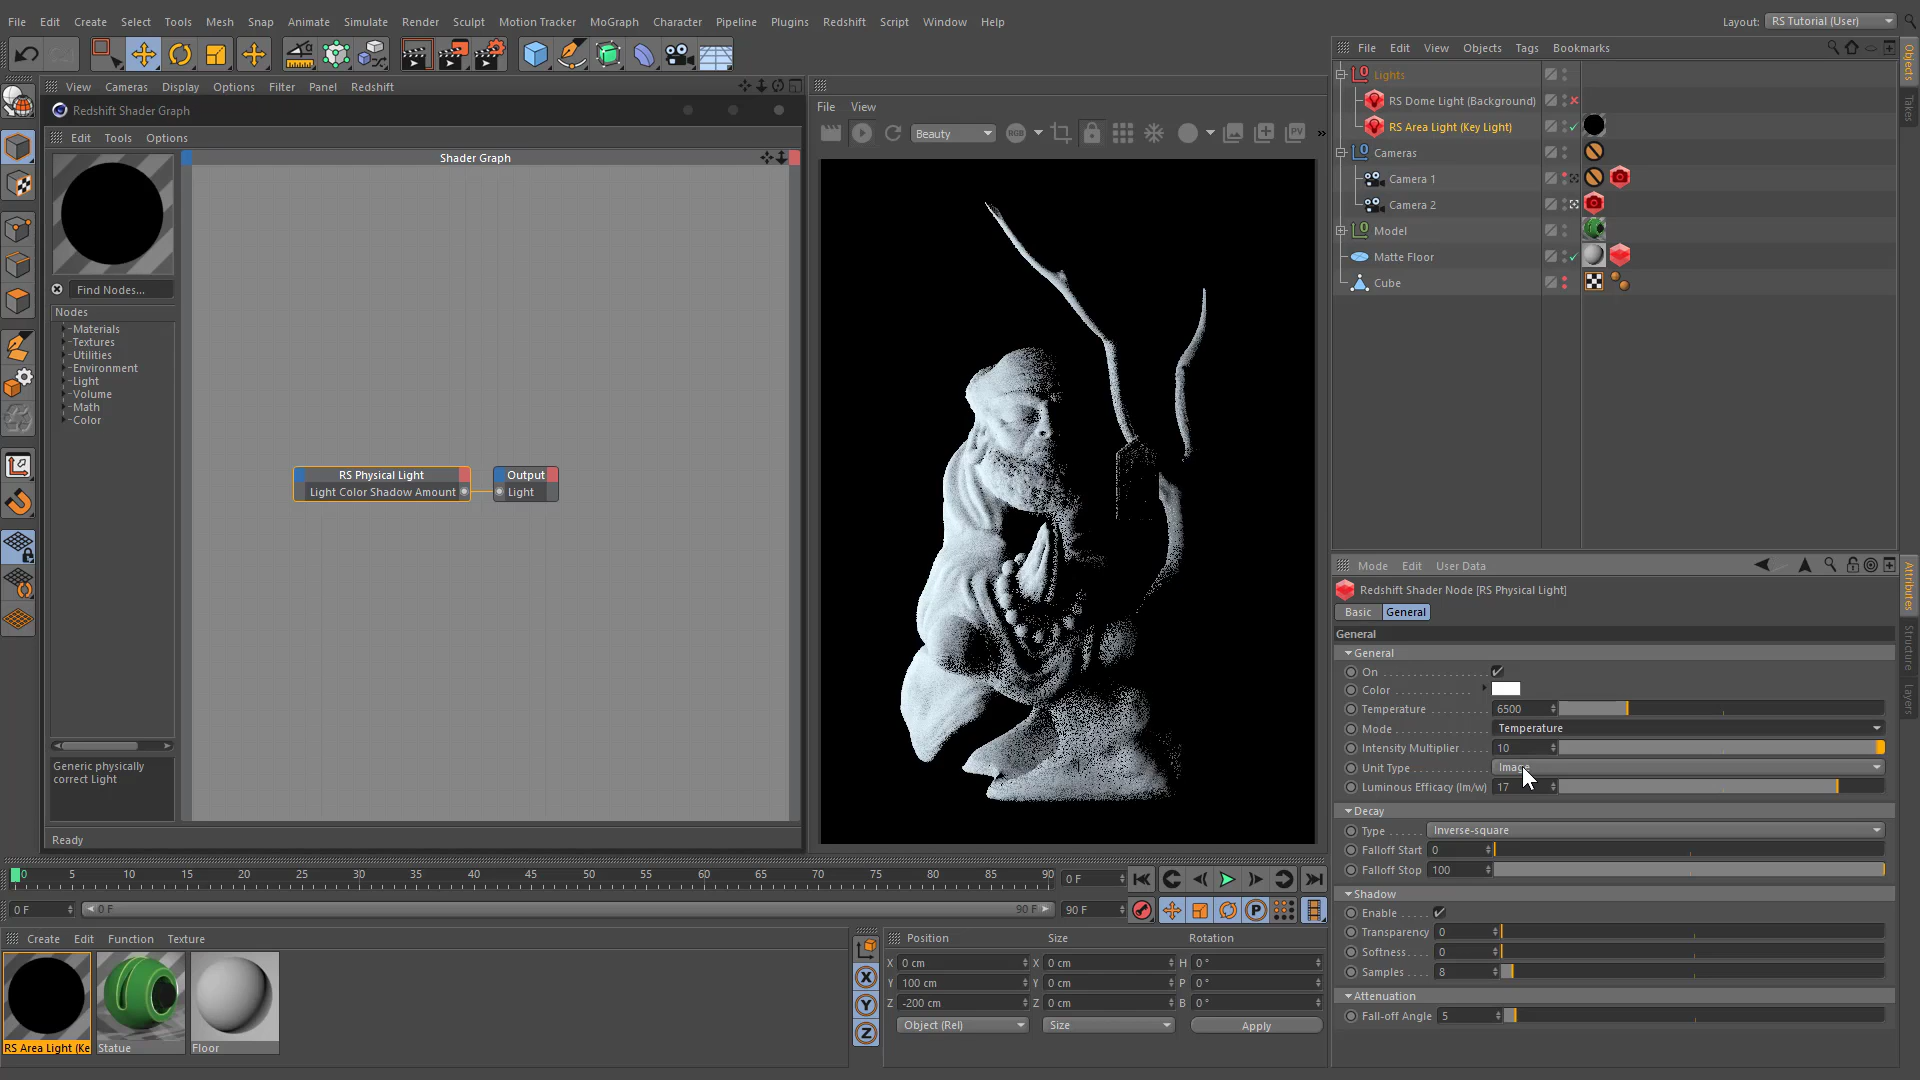 File Edit Create Select Tools Mesh Snap Animate Simulate Render Sculpt Motion Tracker MoGraph Character Pipeline Plugins Redshift Script Window Help
Layout: RS Tutorial (User)
View Cameras Display Options Filter Panel Redshift
Redshift Shader Graph
Edit Tools Options
Shader Graph
Find Nodes...
Nodes
Materials
Textures
Utilities
Environment
Light
Volume
Math
Color
Generic physically
correct Light
RS Physical Light
Light Color Shadow Amount
Output
Light
Ready
File View
Beauty
RGB
PV
File Edit View Objects Tags Bookmarks
Lights
RS Dome Light (Background)
RS Area Light (Key Light)
Cameras
Camera 1
Camera 2
Model
Matte Floor
Cube
Objects
Takes
Mode Edit User Data
Redshift Shader Node [RS Physical Light]
Basic General
General
General
On
Color
Temperature 6500
Mode Temperature
Intensity Multiplier 10
Unit Type Image
Luminous Efficacy (lm/w) 17
Decay
Type Inverse-square
Falloff Start 0
Falloff Stop 100
Shadow
Enable
Transparency 0
Softness 0
Samples 8
Attenuation
Fall-off Angle 5
Attributes
Structure
Layers
0 5 10 15 20 25 30 35 40 45 50 55 60 65 70 75 80 85 90 0 F
0 F 0 F 90 F 90 F
Create Edit Function Texture
RS Area Light (Ke
Statue
Floor
X
Y
Z
Position Size Rotation
X 0 cm X 0 cm H 0 °
Y 100 cm Y 0 cm P 0 °
Z -200 cm Z 0 cm B 0 °
Object (Rel) Size Apply